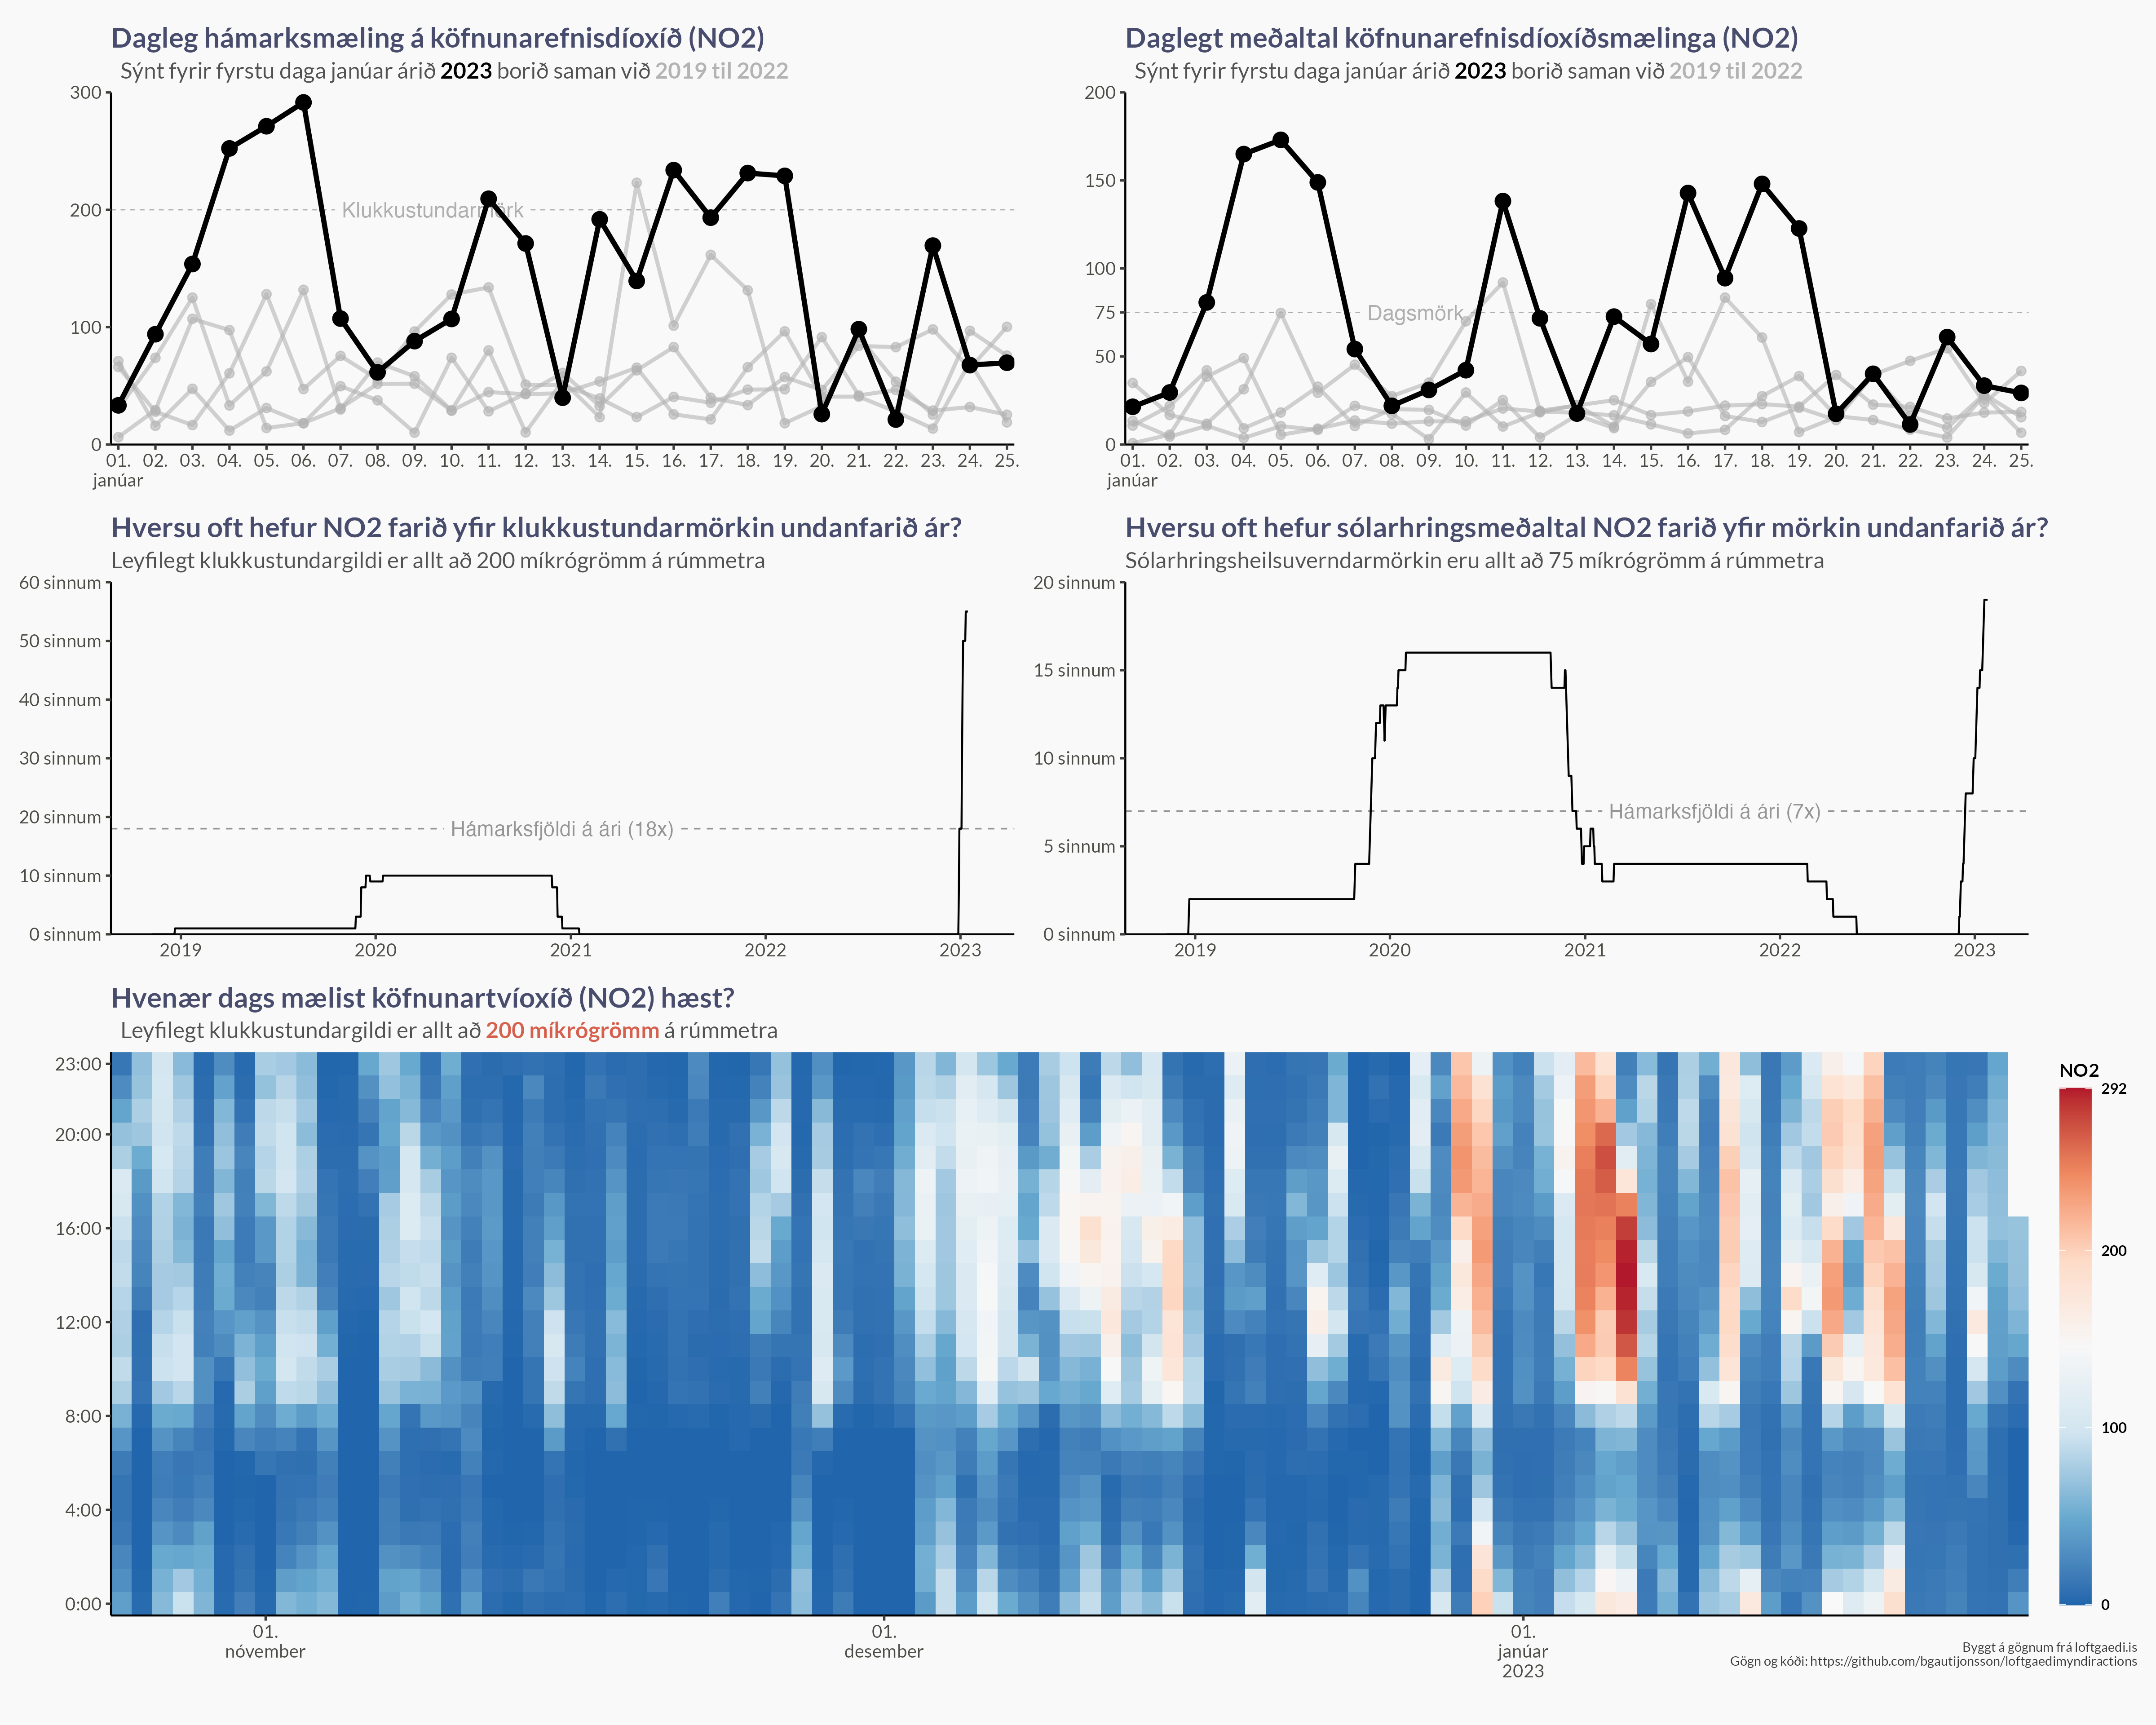 Dagleg hámarksmæling á köfnunarefnisdíoxíð (NO2)
Sýnt fyrir fyrstu daga janúar árið 2023 borið saman við 2019 til 2022
300
200
100
0
Klukkustundarmörk
01. 02. 03. 04. 05. 06. 07. 08. 09. 10. 11. 12. 13. 14. 15. 16. 17. 18. 19. 20. 21. 22. 23. 24. 25.
janúar
Daglegt meðaltal köfnunarefnisdíoxíðsmælinga (NO2)
Sýnt fyrir fyrstu daga janúar árið 2023 borið saman við 2019 til 2022
200
150
100
75
50
0
Dagsmörk
01. 02. 03. 04. 05. 06. 07. 08. 09. 10. 11. 12. 13. 14. 15. 16. 17. 18. 19. 20. 21. 22. 23. 24. 25.
janúar
Hversu oft hefur NO2 farið yfir klukkustundarmörkin undanfarið ár?
Leyfilegt klukkustundargildi er allt að 200 míkrógrömm á rúmmetra
60 sinnum
50 sinnum
40 sinnum
30 sinnum
20 sinnum
10 sinnum
0 sinnum
Hámarksfjöldi á ári (18x)
2019 2020 2021 2022 2023
Hversu oft hefur sólarhringsmeðaltal NO2 farið yfir mörkin undanfarið ár?
Sólarhringsheilsuverndarmörkin eru allt að 75 míkrógrömm á rúmmetra
20 sinnum
15 sinnum
10 sinnum
5 sinnum
0 sinnum
Hámarksfjöldi á ári (7x)
2019 2020 2021 2022 2023
Hvenær dags mælist köfnunartvíoxíð (NO2) hæst?
Leyfilegt klukkustundargildi er allt að 200 míkrógrömm á rúmmetra
23:00
20:00
16:00
12:00
8:00
4:00
0:00
01. 01. 01.
nóvember desember janúar
2023
NO2
292
200
100
0
Byggt á gögnum frá loftgaedi.is
Gögn og kóði: https://github.com/bgautijonsson/loftgaedimyndiractions